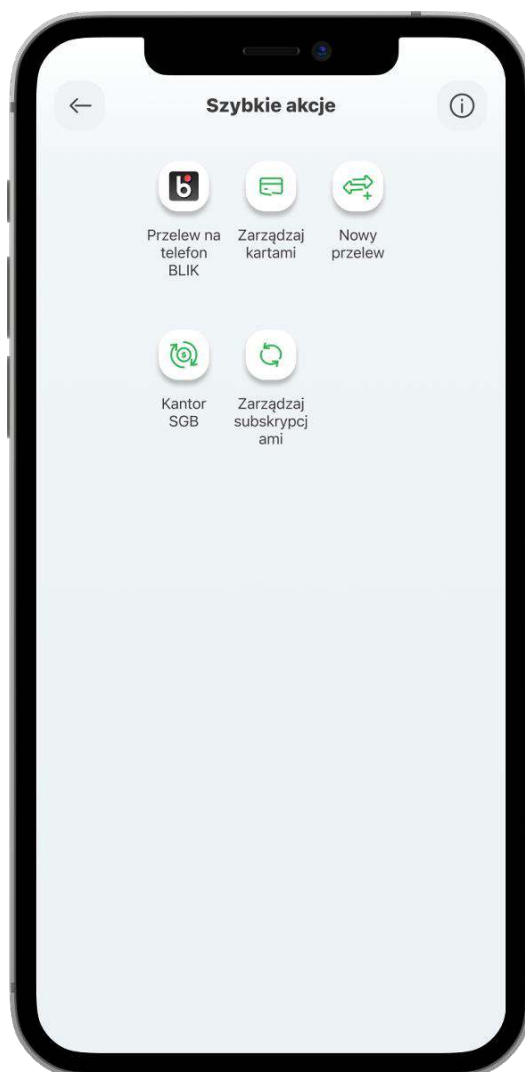 Szybkie akcje
Przelew na
telefon
BLIK
Zarządzaj
kartami
Nowy
przelew
Kantor
SGB
Zarządzaj
subskrypcj
ami